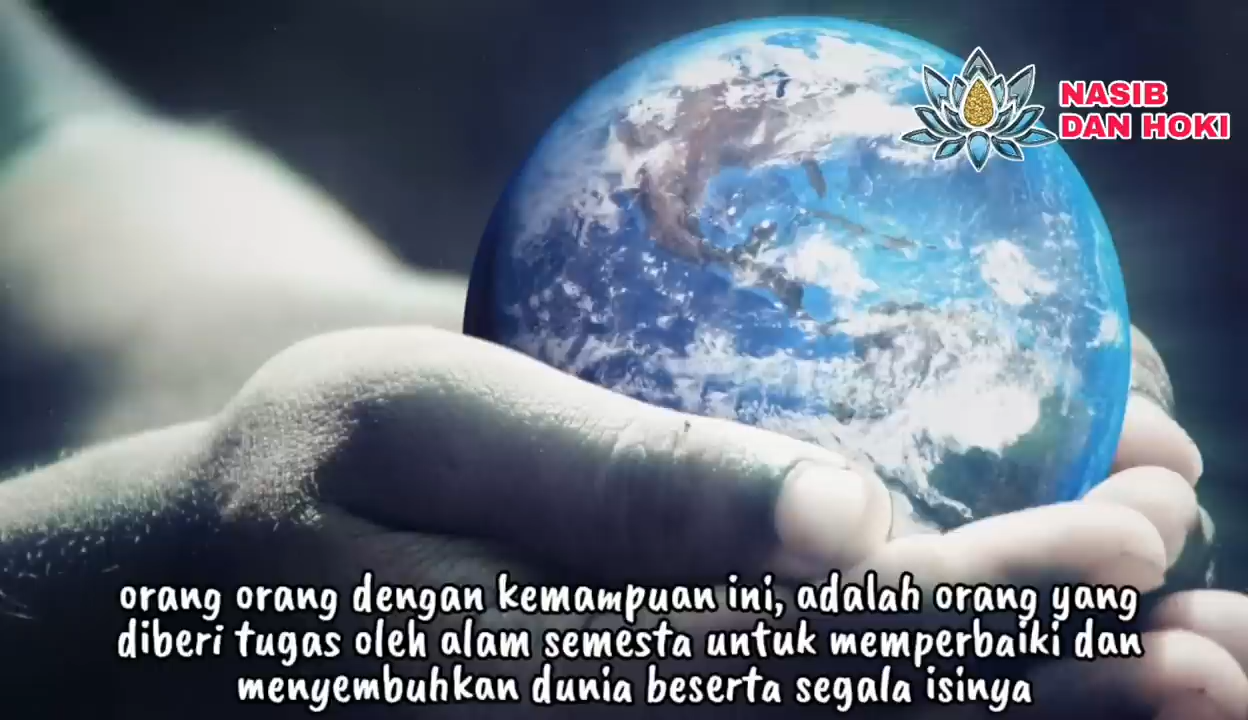 NASIB
DAN HOKI
orang orang dengan kemampuan ini, adalah orang yang
diberi tugas oleh alam semesta untuk memperbaiki dan
menyembuhkan dunia beserta segala isinya